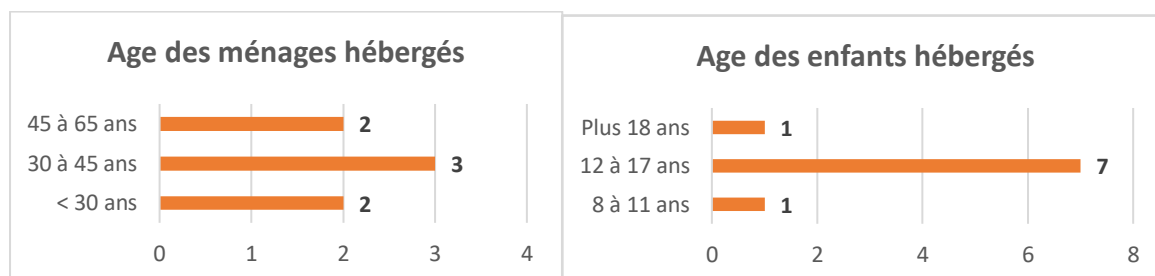 Age des ménages hébergés
45 à 65 ans 2
30 à 45 ans 3
< 30 ans 2
0 1 2 3 4
Age des enfants hébergés
Plus 18 ans 1
12 à 17 ans 7
8 à 11 ans 1
0 2 4 6 8